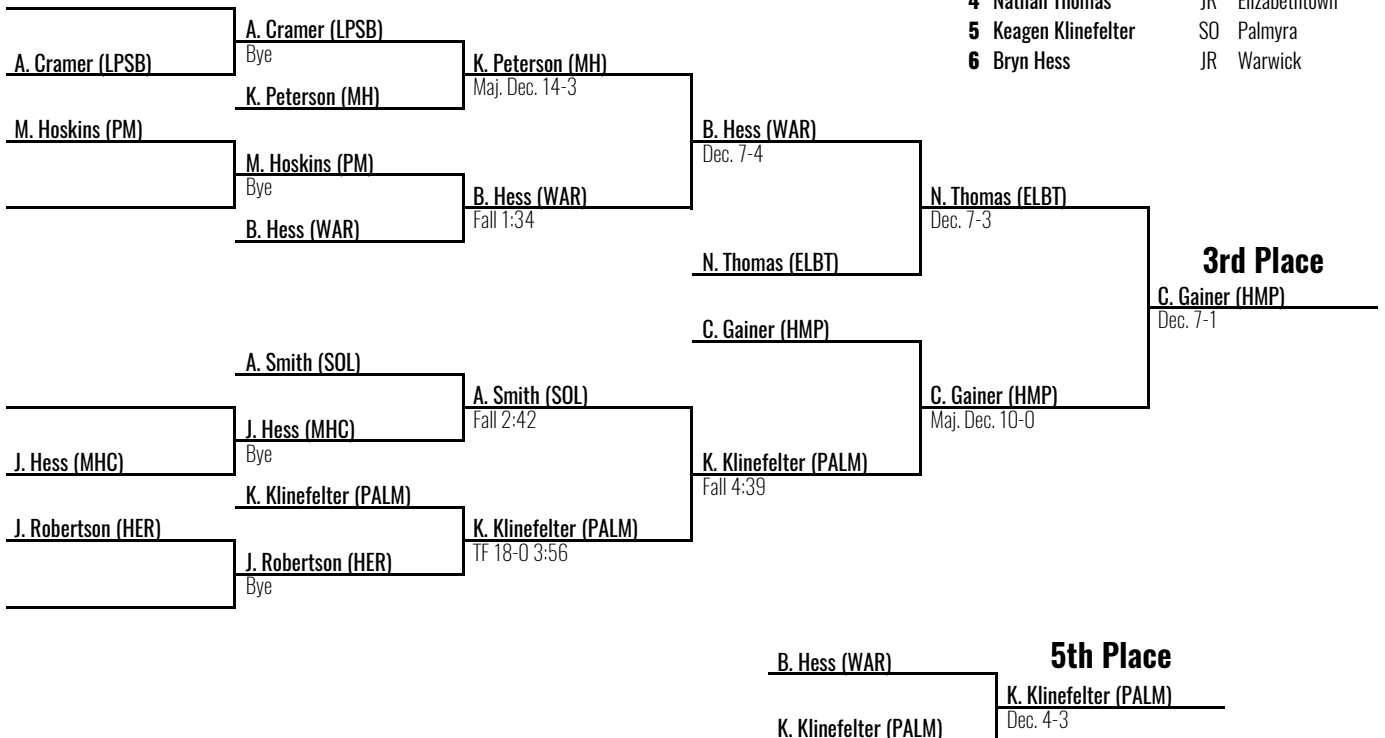 4 Nathan Thomas JR Elizabethtown
5 Keagen Klinefelter SO Palmyra
6 Bryn Hess JR Warwick
A. Cramer (LPSB)
M. Hoskins (PM)
J. Hess (MHC)
J. Robertson (HER)
A. Cramer (LPSB)
Bye
K. Peterson (MH)
M. Hoskins (PM)
Bye
B. Hess (WAR)
A. Smith (SOL)
J. Hess (MHC)
Bye
K. Klinefelter (PALM)
J. Robertson (HER)
Bye
K. Peterson (MH)
Maj. Dec. 14-3
B. Hess (WAR)
Fall 1:34
A. Smith (SOL)
Fall 2:42
K. Klinefelter (PALM)
TF 18-0 3:56
B. Hess (WAR)
Dec. 7-4
N. Thomas (ELBT)
C. Gainer (HMP)
K. Klinefelter (PALM)
Fall 4:39
N. Thomas (ELBT)
Dec. 7-3
C. Gainer (HMP)
Maj. Dec. 10-0
3rd Place
C. Gainer (HMP)
Dec. 7-1
5th Place
B. Hess (WAR)
K. Klinefelter (PALM)
K. Klinefelter (PALM)
Dec. 4-3